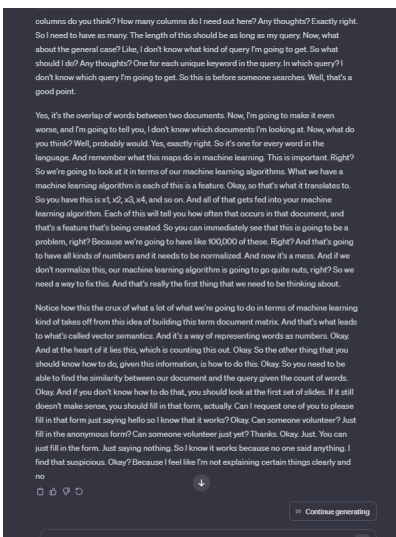 columns do you think? How many columns do I need out here? Any thoughts? Exactly right.
So I need to have as many. The length of this should be as long as my query. Now, what
about the general case? Like, I don't know what kind of query I'm going to get. So what
should I do? Any thoughts? One for each unique keyword in the query. In which query? I
don't know which query I'm going to get. So this is before someone searches. Well, that's a
good point.
Yes, it's the overlap of words between two documents. Now, I'm going to make it even
worse, and I'm going to tell you, I don't know which documents I'm looking at. Now, what do
you think? Well, probably would. Yes, exactly right. So it's one for every word in the
language. And remember what this maps do in machine learning. This is important. Right?
So we're going to look at it in terms of our machine learning algorithms. What we have a
machine learning algorithm is each of this is a feature. Okay, so that's what it translates to.
So you have this is x1, x2, x3, x4, and so on. And all of that gets fed into your machine
learning algorithm. Each of this will tell you how often that occurs in that document, and
that's a feature that's being created. So you can immediately see that this is going to be a
problem, right? Because we're going to have like 100,000 of these. Right? And that's going
to have all kinds of numbers and it needs to be normalized. And now it's a mess. And if we
don't normalize this, our machine learning algorithm is going to go quite nuts, right? So we
need a way to fix this. And that's really the first thing that we need to be thinking about.
Notice how this the crux of what a lot of what we're going to do in terms of machine learning
kind of takes off from this idea of building this term document matrix. And that's what leads
to what's called vector semantics. And it's a way of representing words as numbers. Okay.
And at the heart of it lies this, which is counting this out. Okay. So the other thing that you
should know how to do, given this information, is how to do this. Okay. So you need to be
able to find the similarity between our document and the query given the count of words.
Okay. And if you don't know how to do that, you should look at the first set of slides. If it still
doesn't make sense, you should fill in that form, actually. Can I request one of you to please
fill in that form just saying hello so I know that it works? Okay. Can someone volunteer? Just
fill in the anonymous form? Can someone volunteer just yet? Thanks. Okay. Just. You can
just fill in the form. Just saying nothing. So I know it works because no one said anything. I
find that suspicious. Okay? Because I feel like I'm not explaining certain things clearly and
no
Continue generating